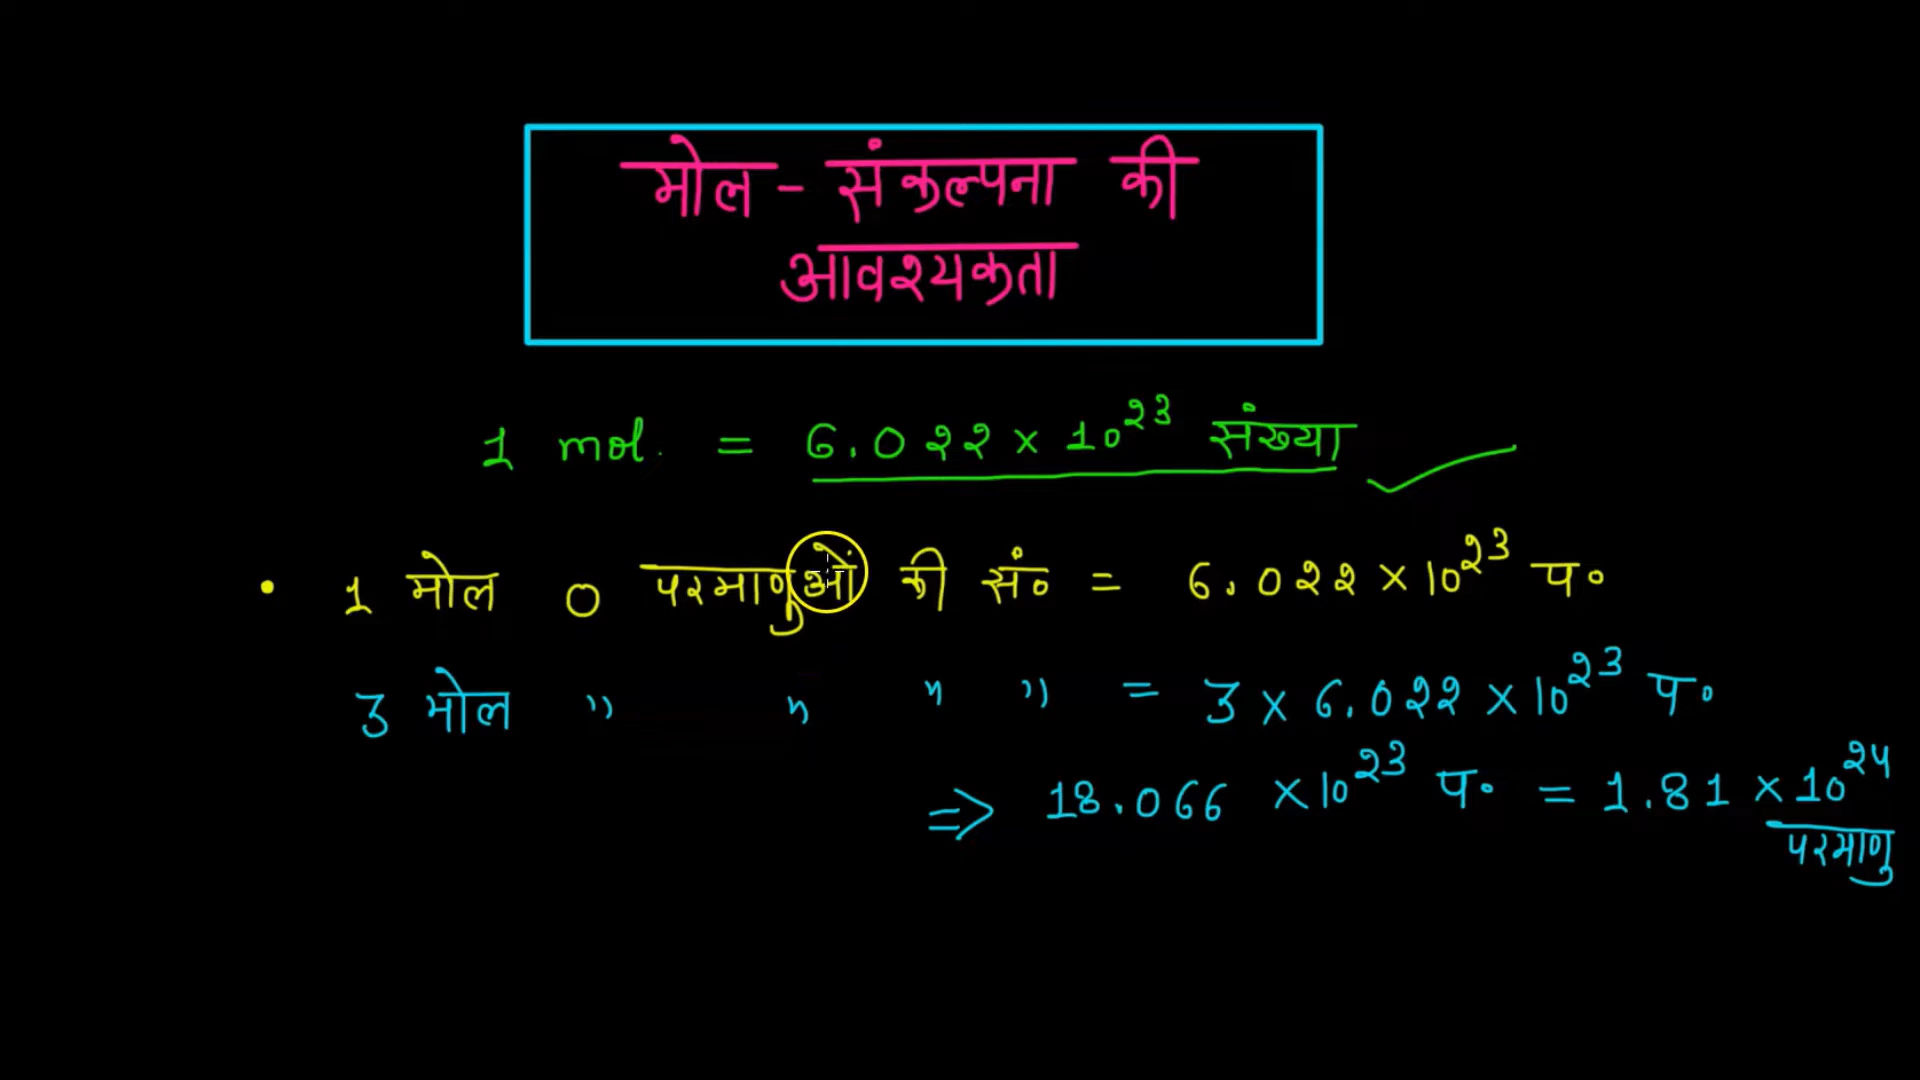 मोल - संकल्पना की
आवश्यकता
1 mol. = 6.022 × 10²³ संख्या
• 1 मोल O परमाणुओं की सं० = 6.022 × 10²³ प०
3 मोल " " " " = 3 × 6.022 × 10²³ प०
⇒ 18.066 × 10²³ प० = 1.81 × 10²⁴
परमाणु